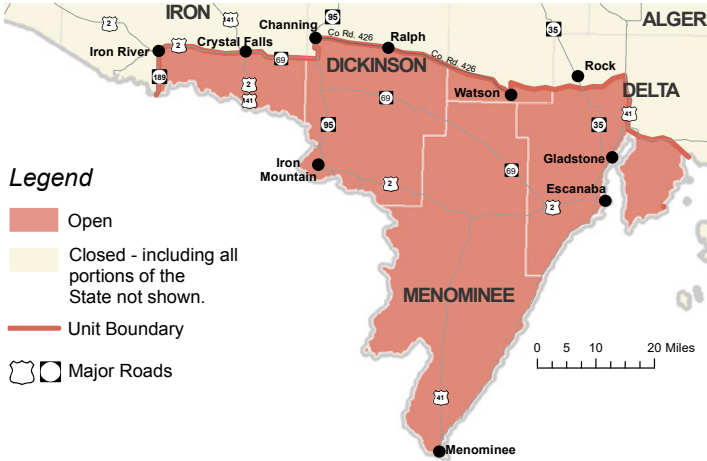 IRON
141
2
Channing
95
35
ALGER
Iron River
2
Crystal Falls
69
Co Rd. 426
Ralph
Co Rd. 426
Rock
DICKINSON
189
2
141
69
Watson
DELTA
41
95
35
Gladstone
Iron
Mountain
2
69
Escanaba
2
Legend
Open
Closed - including all
portions of the
State not shown.
Unit Boundary
Major Roads
MENOMINEE
0 5 10 20 Miles
41
Menominee